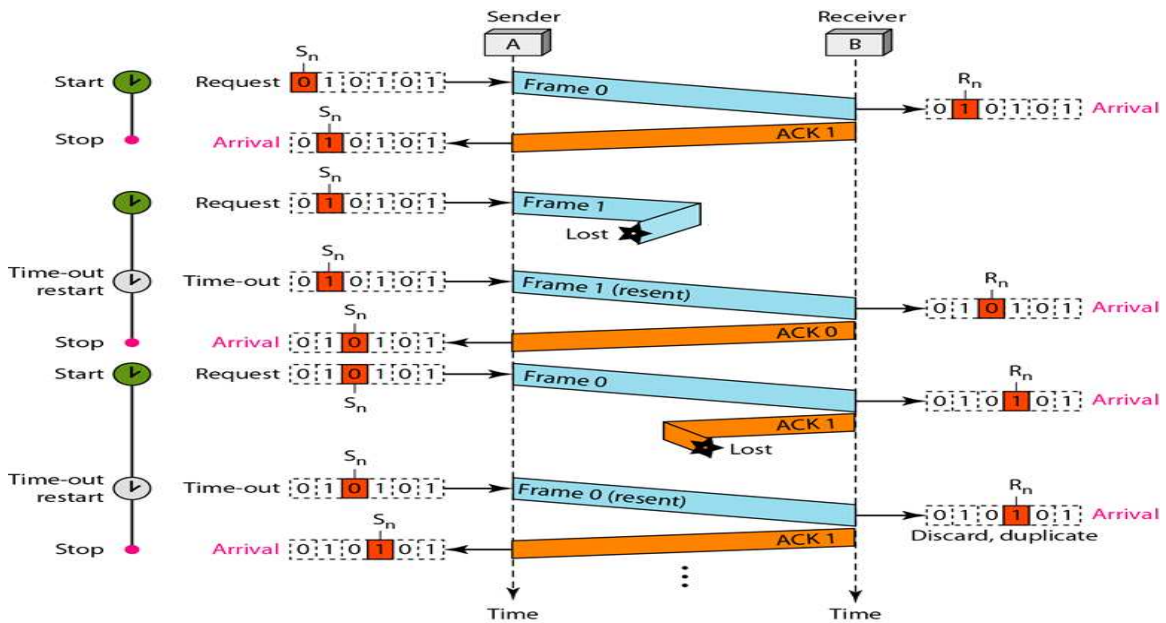 Sender Receiver
A B
Sn
Start Request 0 1 0 1 0 1 Frame 0
Rn
0 1 0 1 0 1 Arrival
Sn
Stop Arrival 0 1 0 1 0 1 ACK 1
Sn
Request 0 1 0 1 0 1 Frame 1
Lost
Sn
Time-out restart Time-out 0 1 0 1 0 1 Frame 1 (resent)
Rn
0 1 0 1 0 1 Arrival
Sn
Stop Arrival 0 1 0 1 0 1 ACK 0
Start Request 0 1 0 1 0 1 Frame 0
Sn
Rn
0 1 0 1 0 1 Arrival
ACK 1
Lost
Sn
Time-out restart Time-out 0 1 0 1 0 1 Frame 0 (resent)
Rn
0 1 0 1 0 1 Arrival
Discard, duplicate
Sn
Stop Arrival 0 1 0 1 0 1 ACK 1
Time Time